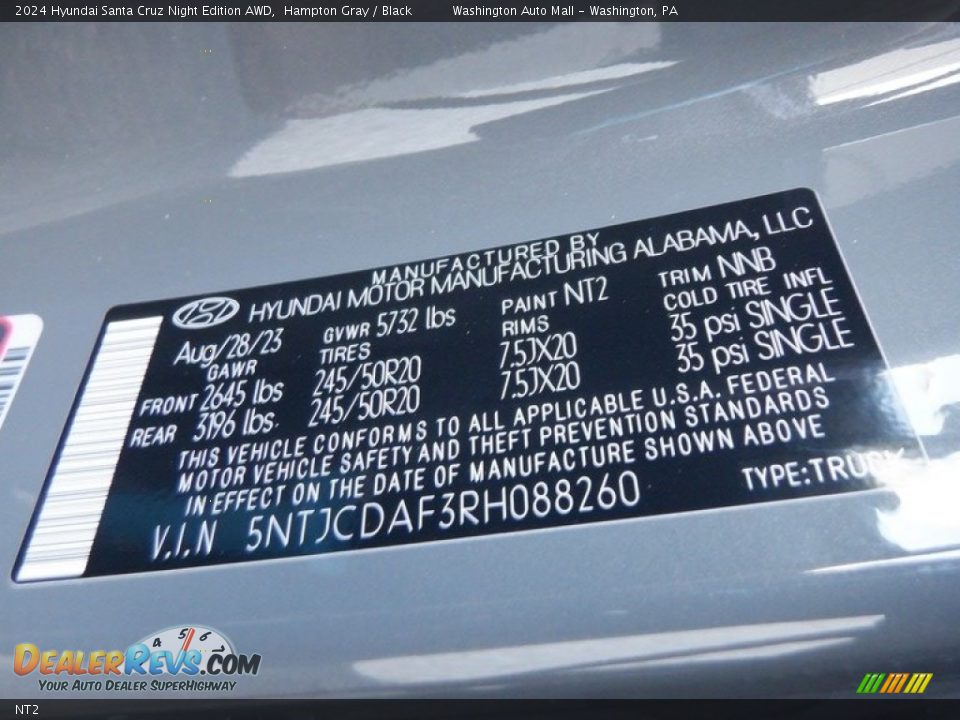 2024 Hyundai Santa Cruz Night Edition AWD, Hampton Gray / Black Washington Auto Mall - Washington, PA
MANUFACTURED BY
HYUNDAI MOTOR MANUFACTURING ALABAMA, LLC
Aug/28/23 GVWR 5732 lbs PAINT NT2 TRIM NNB
GAWR TIRES RIMS COLD TIRE INFL
FRONT 2645 lbs 245/50R20 7.5JX20 35 psi SINGLE
REAR 3196 lbs. 245/50R20 7.5JX20 35 psi SINGLE
THIS VEHICLE CONFORMS TO ALL APPLICABLE U.S.A. FEDERAL
MOTOR VEHICLE SAFETY AND THEFT PREVENTION STANDARDS
IN EFFECT ON THE DATE OF MANUFACTURE SHOWN ABOVE
V.I.N 5NTJCDAF3RH088260 TYPE:TRUCK
4 5 6
DEALERREVS.COM
YOUR AUTO DEALER SUPERHIGHWAY
NT2